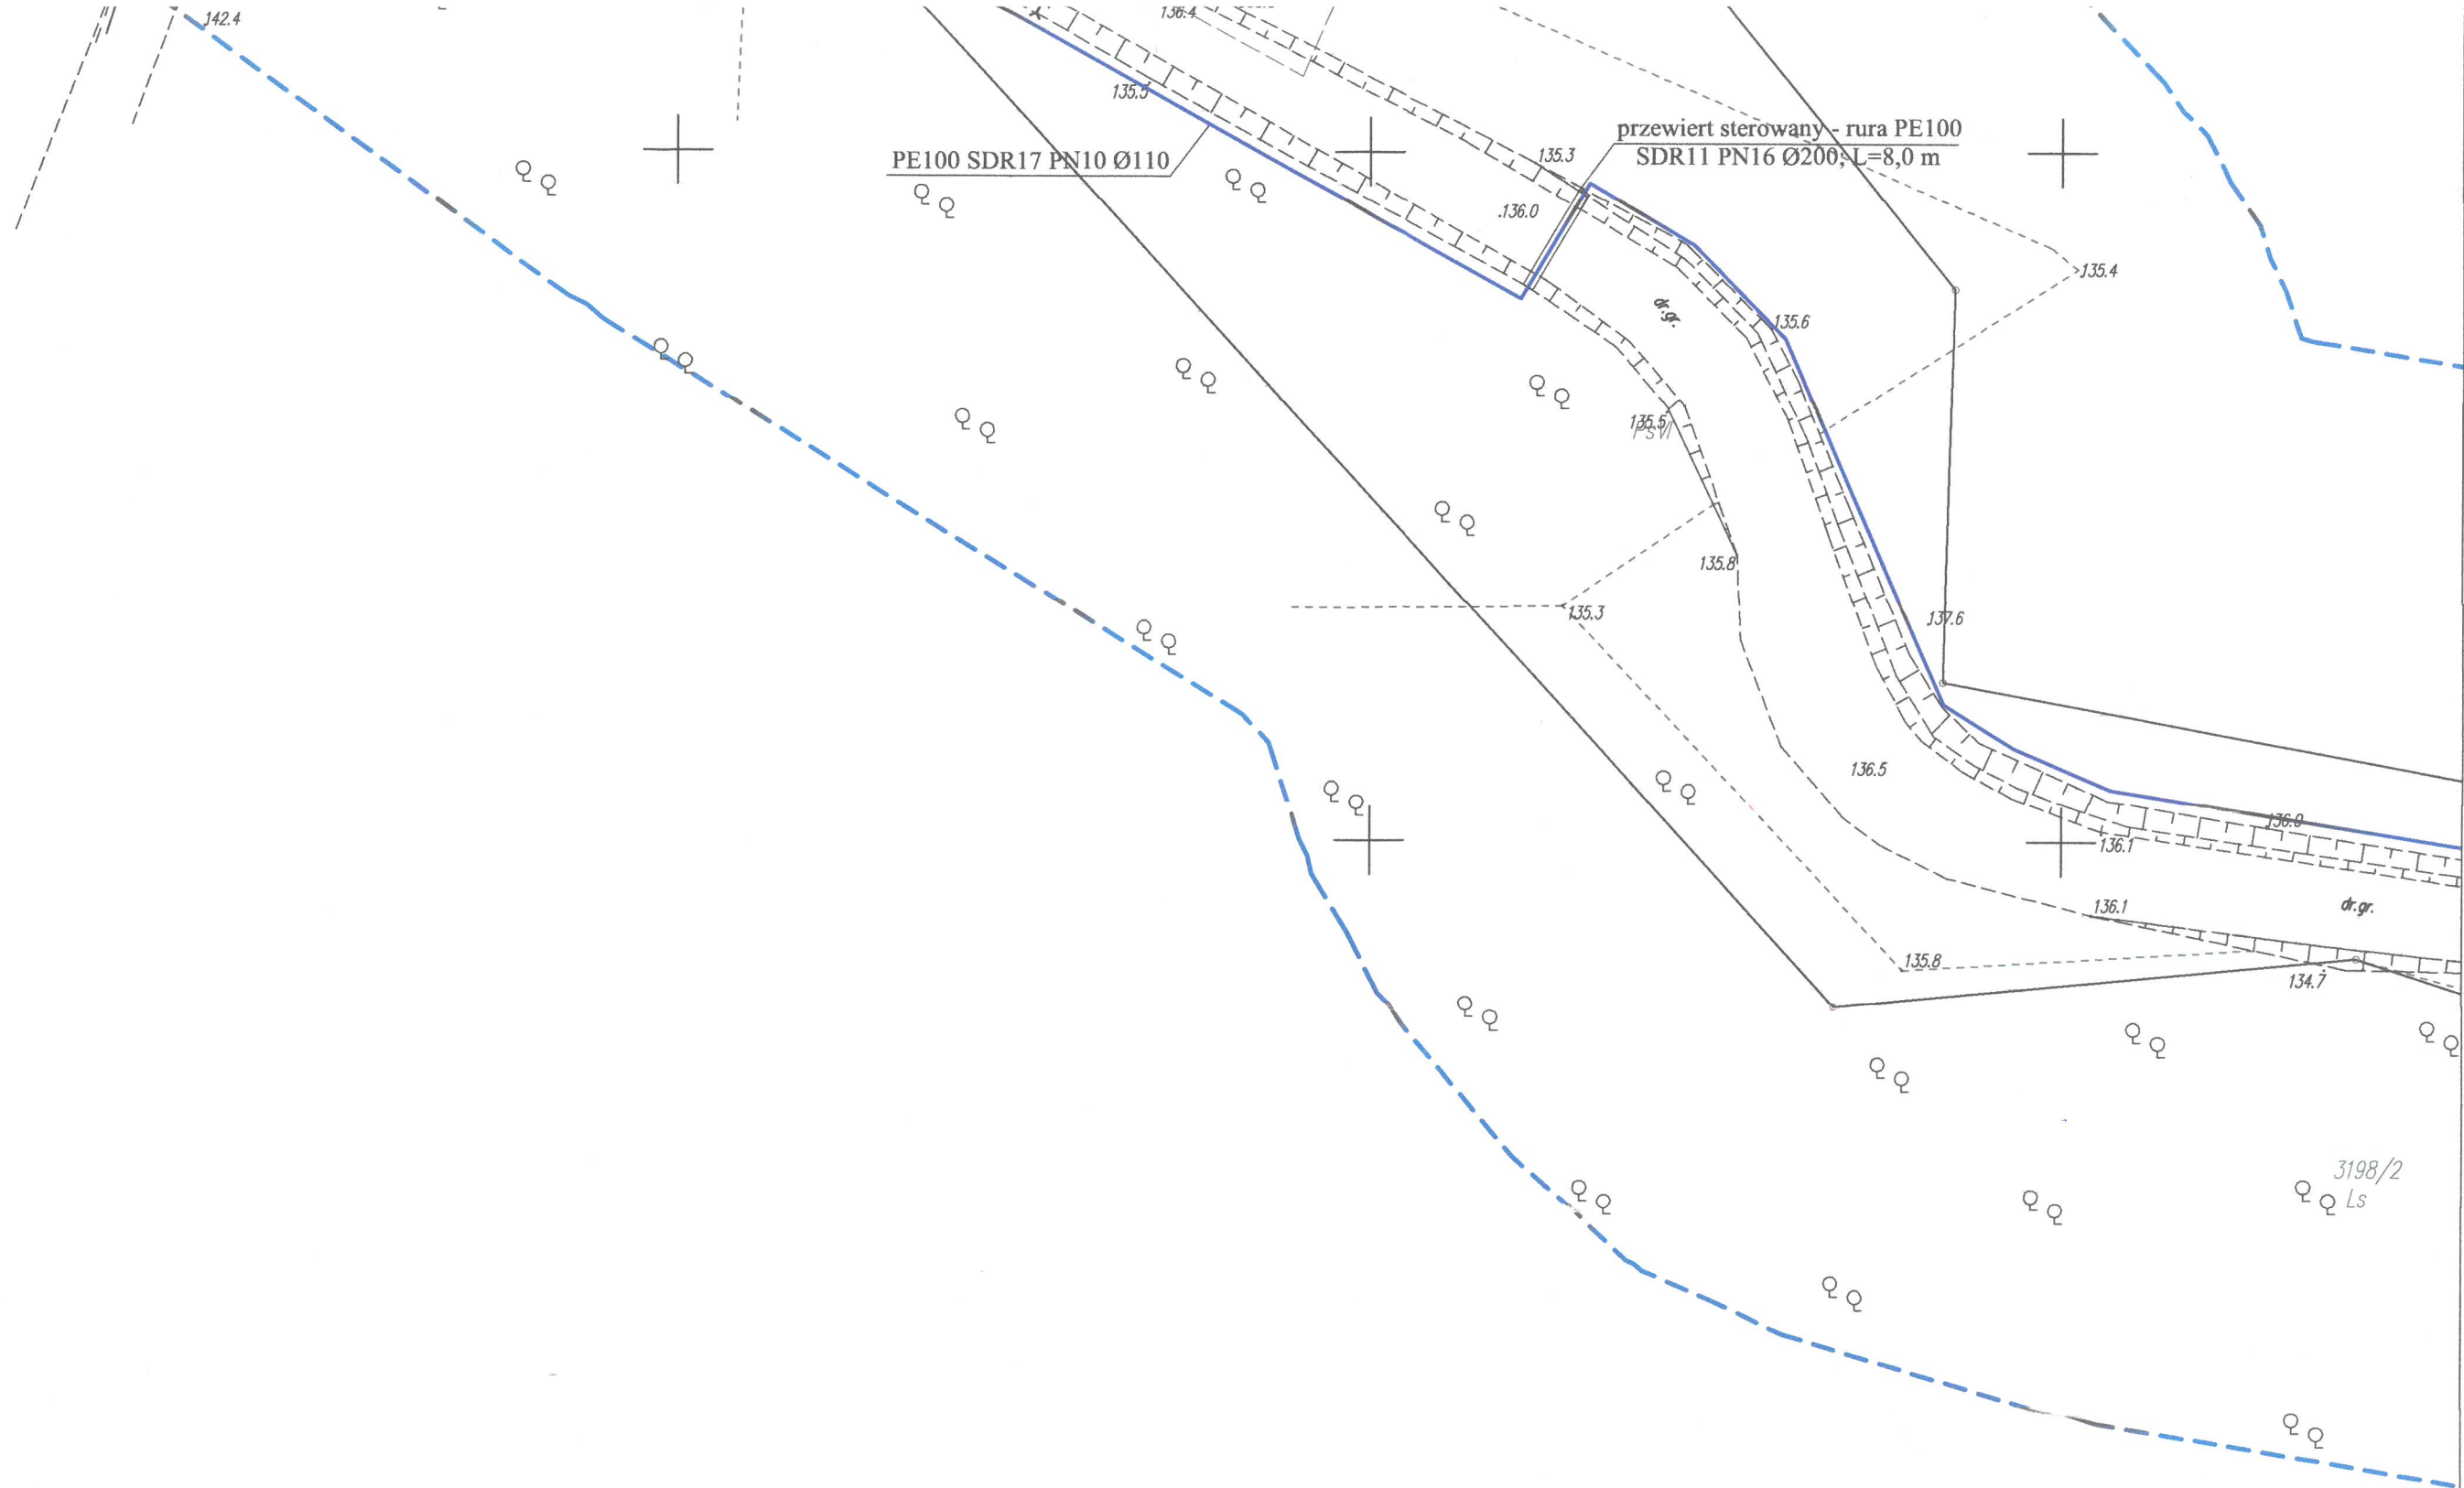 142.4
136.4
135.5
przewiert sterowany - rura PE100
SDR11 PN16 Ø200, L=8,0 m
PE100 SDR17 PN10 Ø110
135.3
.136.0
135.4
dr.gr.
135.6
135.5
PsVI
135.8
135.3
137.6
136.5
136.0
136.1
136.1
dr.gr.
135.8
134.7
3198/2
Ls